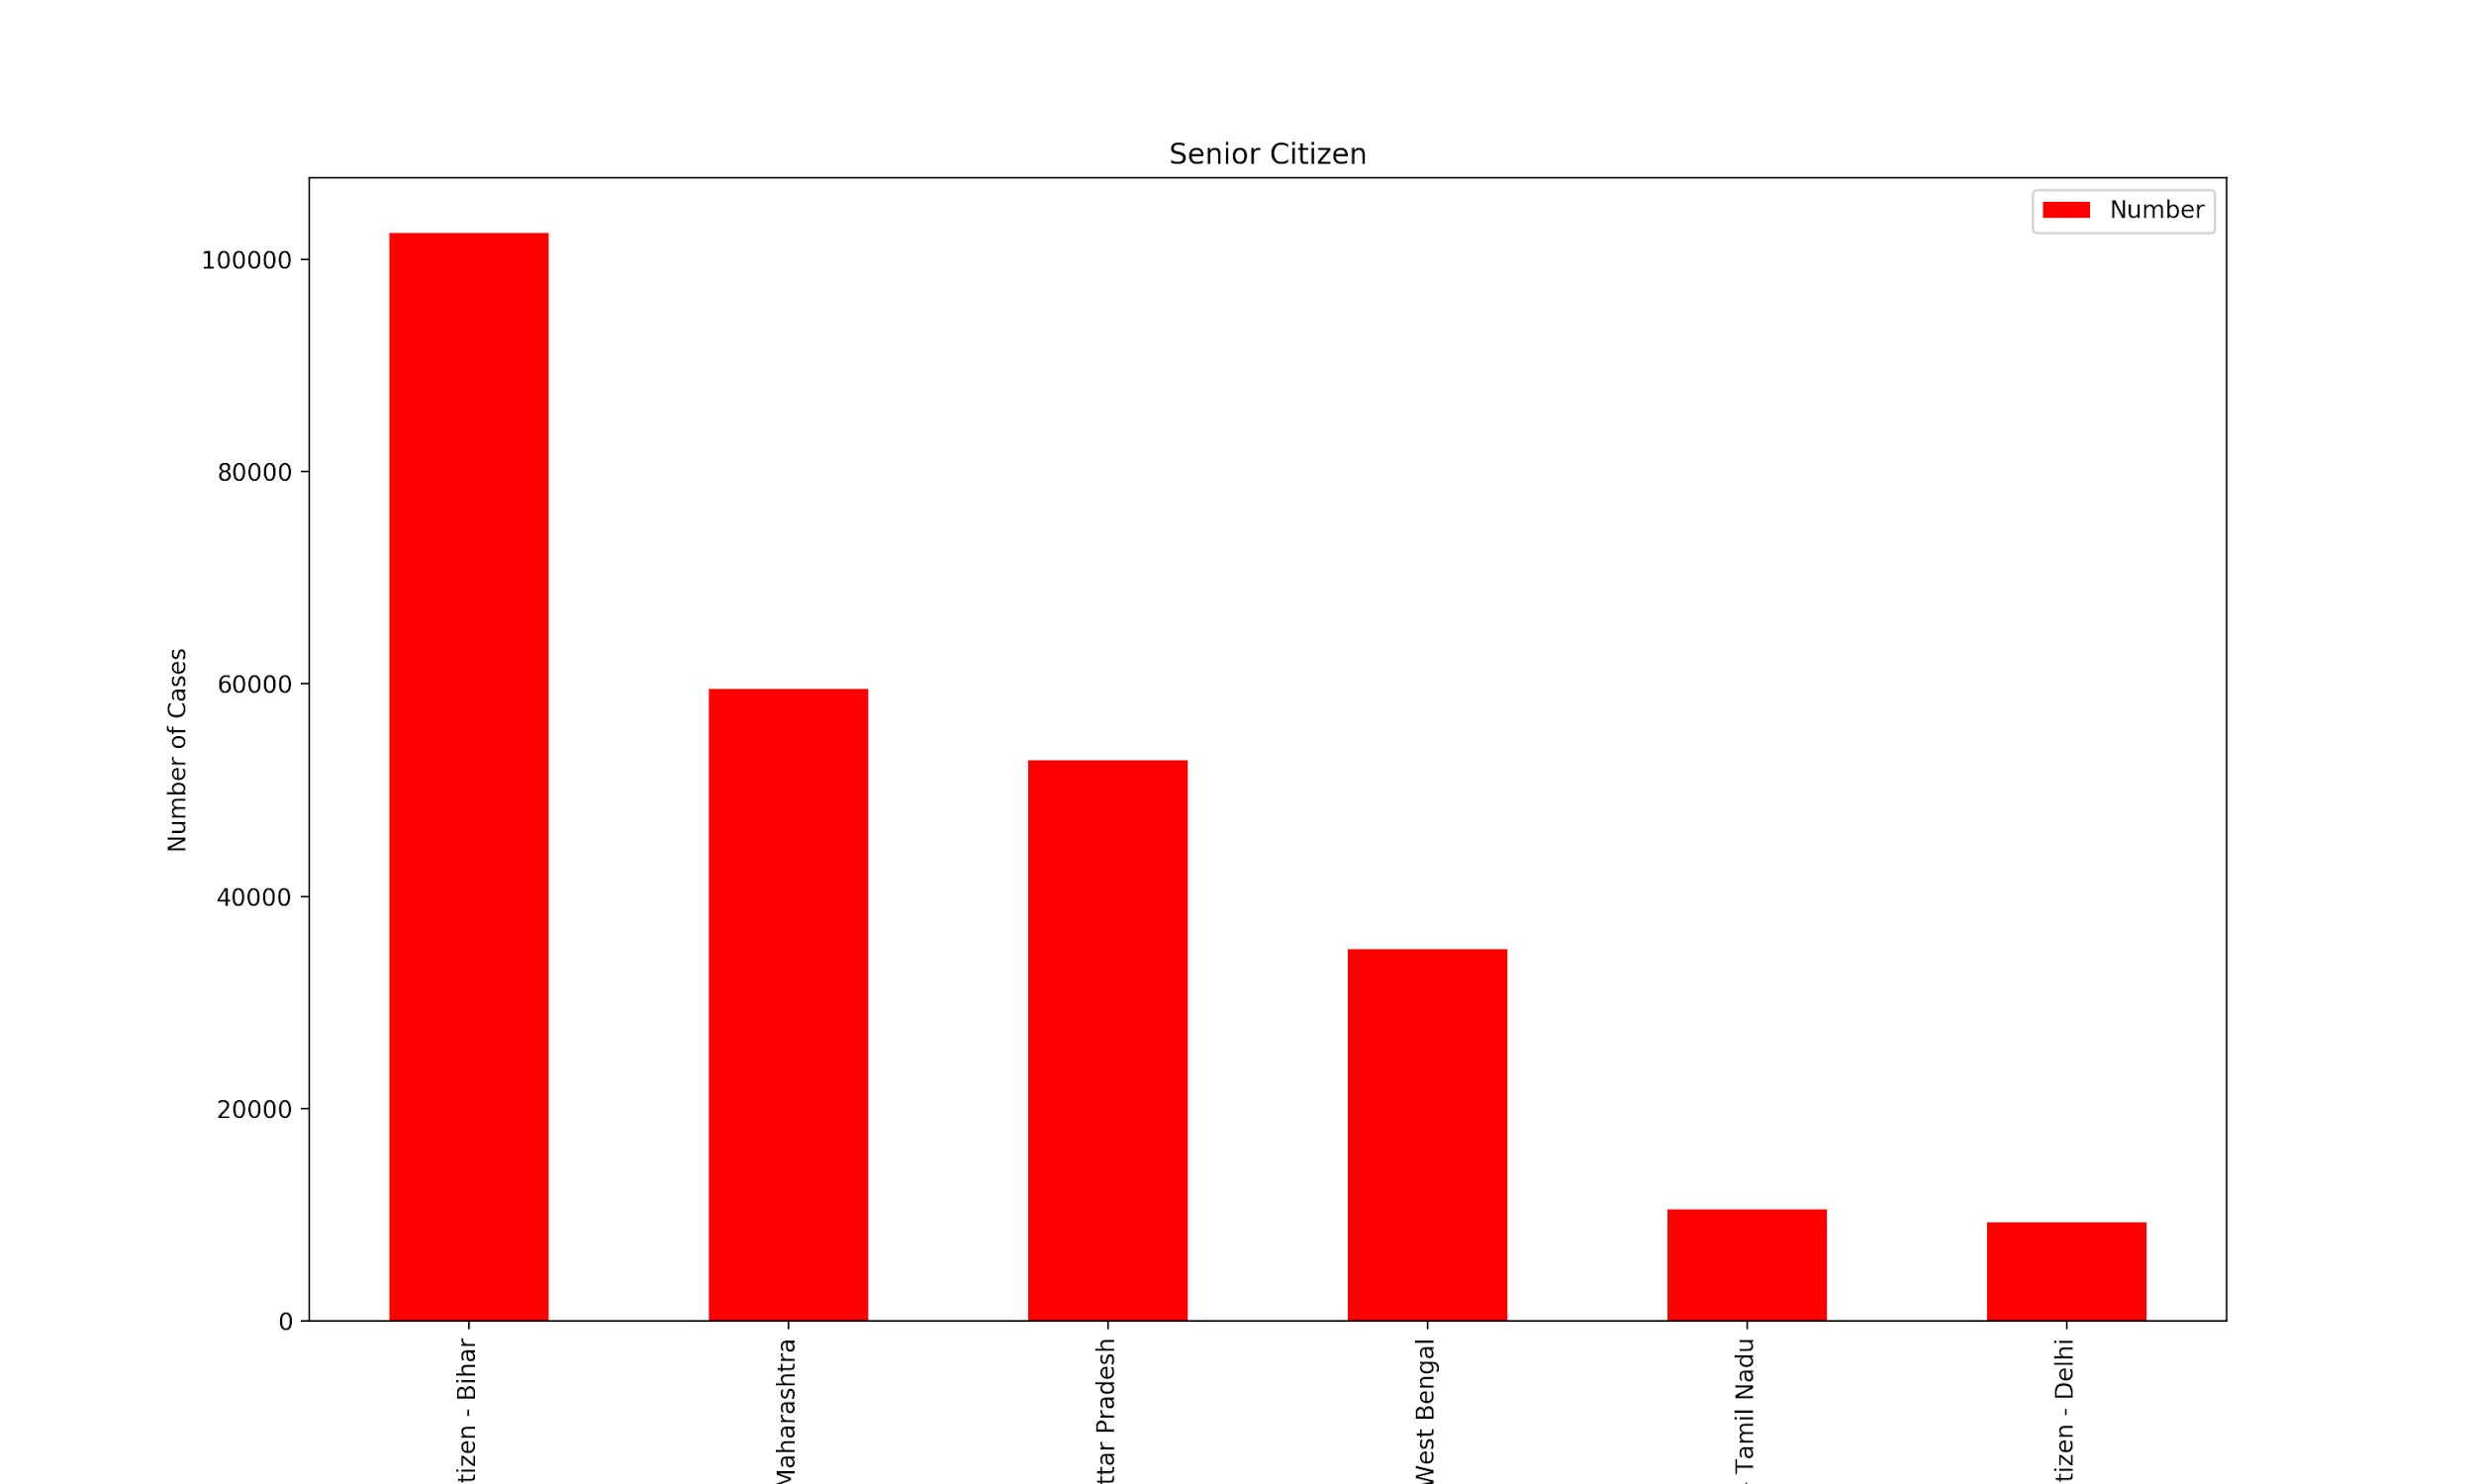 Senior Citizen
Number
Number of Cases
100000
80000
60000
40000
20000
0
tizen - Bihar
Maharashtra
ttar Pradesh
West Bengal
- Tamil Nadu
tizen - Delhi